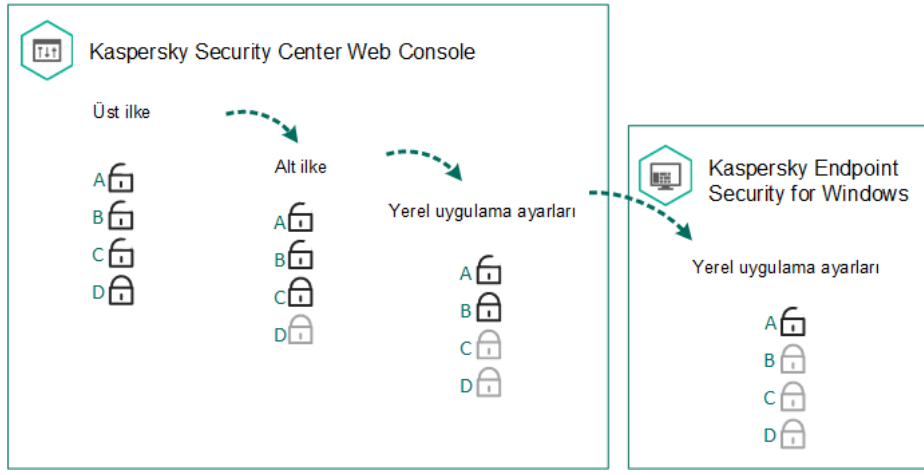 Kaspersky Security Center Web Console
Üst ilke
A
B
C
D
Alt ilke
A
B
C
D
Yerel uygulama ayarları
A
B
C
D
Kaspersky Endpoint
Security for Windows
Yerel uygulama ayarları
A
B
C
D